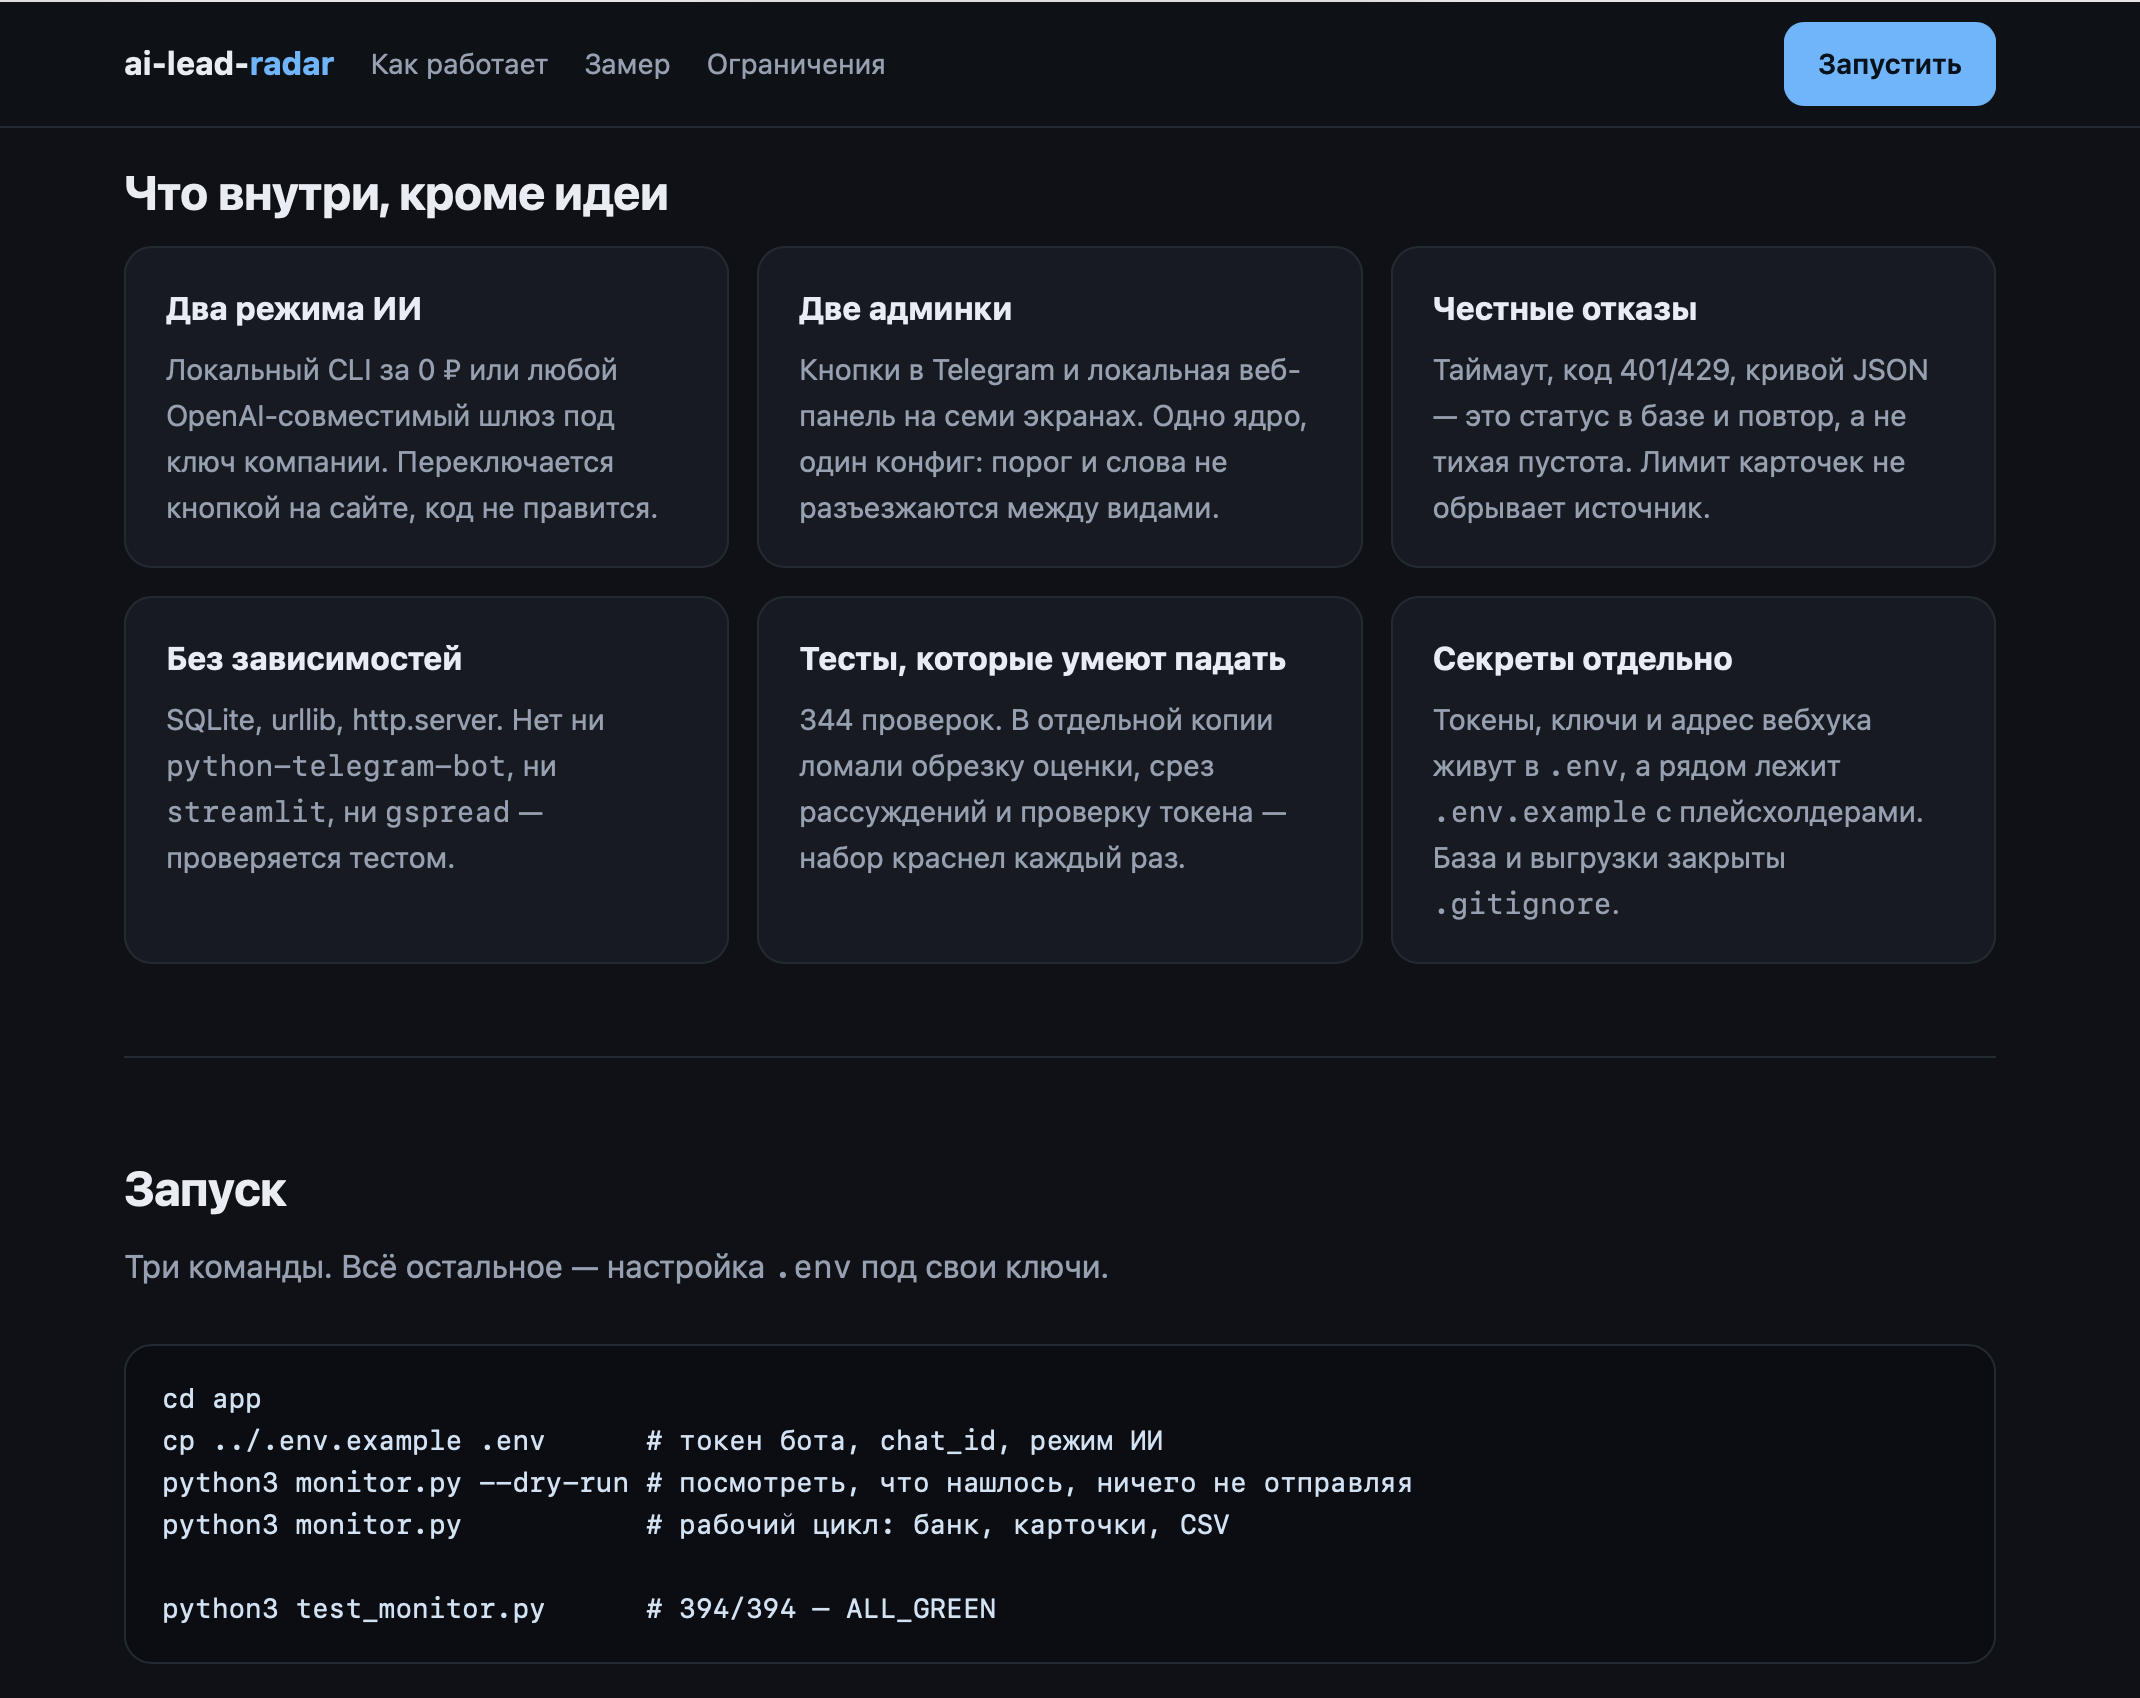 ai-lead-radar Как работает Замер Ограничения Запустить
Что внутри, кроме идеи
Два режима ИИ
Локальный CLI за 0 ₽ или любой
OpenAI-совместимый шлюз под
ключ компании. Переключается
кнопкой на сайте, код не правится.
Две админки
Кнопки в Telegram и локальная веб-
панель на семи экранах. Одно ядро,
один конфиг: порог и слова не
разъезжаются между видами.
Честные отказы
Таймаут, код 401/429, кривой JSON
— это статус в базе и повтор, а не
тихая пустота. Лимит карточек не
обрывает источник.
Без зависимостей
SQLite, urllib, http.server. Нет ни
python-telegram-bot, ни
streamlit, ни gspread —
проверяется тестом.
Тесты, которые умеют падать
344 проверок. В отдельной копии
ломали обрезку оценки, срез
рассуждений и проверку токена —
набор краснел каждый раз.
Секреты отдельно
Токены, ключи и адрес вебхука
живут в .env, а рядом лежит
.env.example с плейсхолдерами.
База и выгрузки закрыты
.gitignore.
Запуск
Три команды. Всё остальное — настройка .env под свои ключи.
cd app
cp ../.env.example .env # токен бота, chat_id, режим ИИ
python3 monitor.py --dry-run # посмотреть, что нашлось, ничего не отправляя
python3 monitor.py # рабочий цикл: банк, карточки, CSV
python3 test_monitor.py # 394/394 — ALL_GREEN